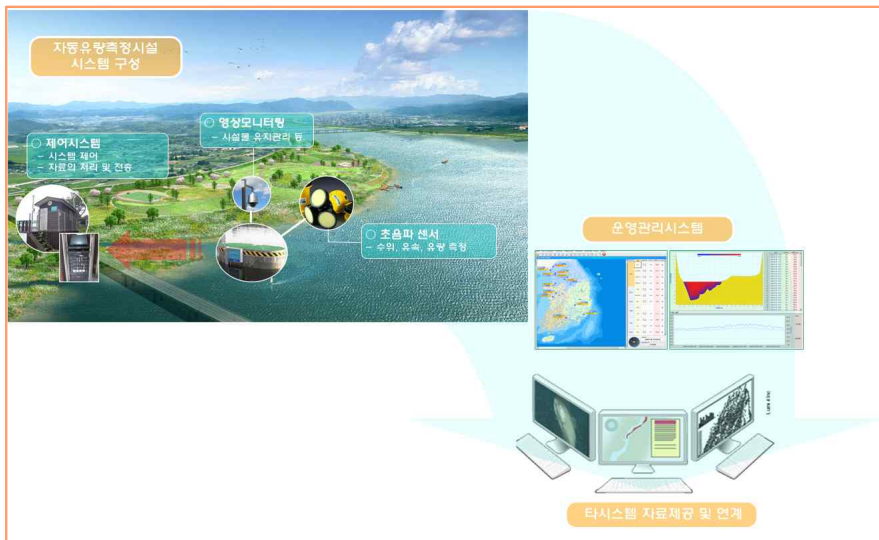 자동유량측정시설
시스템 구성
○ 영상모니터링
- 시설물 유지관리 등
○ 제어시스템
- 시스템 제어
- 자료의 처리 및 전송
○ 초음파 센서
- 수위, 유속, 유량 측정
운영관리시스템
타시스템 자료제공 및 연계